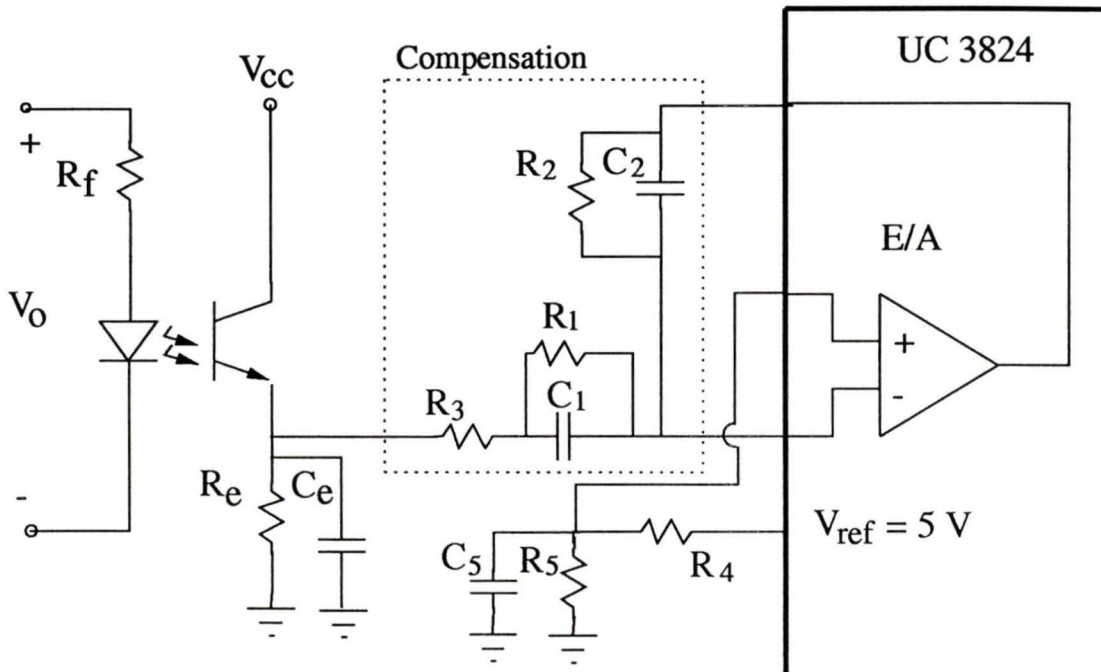 UC 3824
Compensation
Vcc
+
Rf
R2
C2
E/A
Vo
R1
+
-
C1
R3
-
Re
Ce
Vref = 5 V
C5
R5
R4